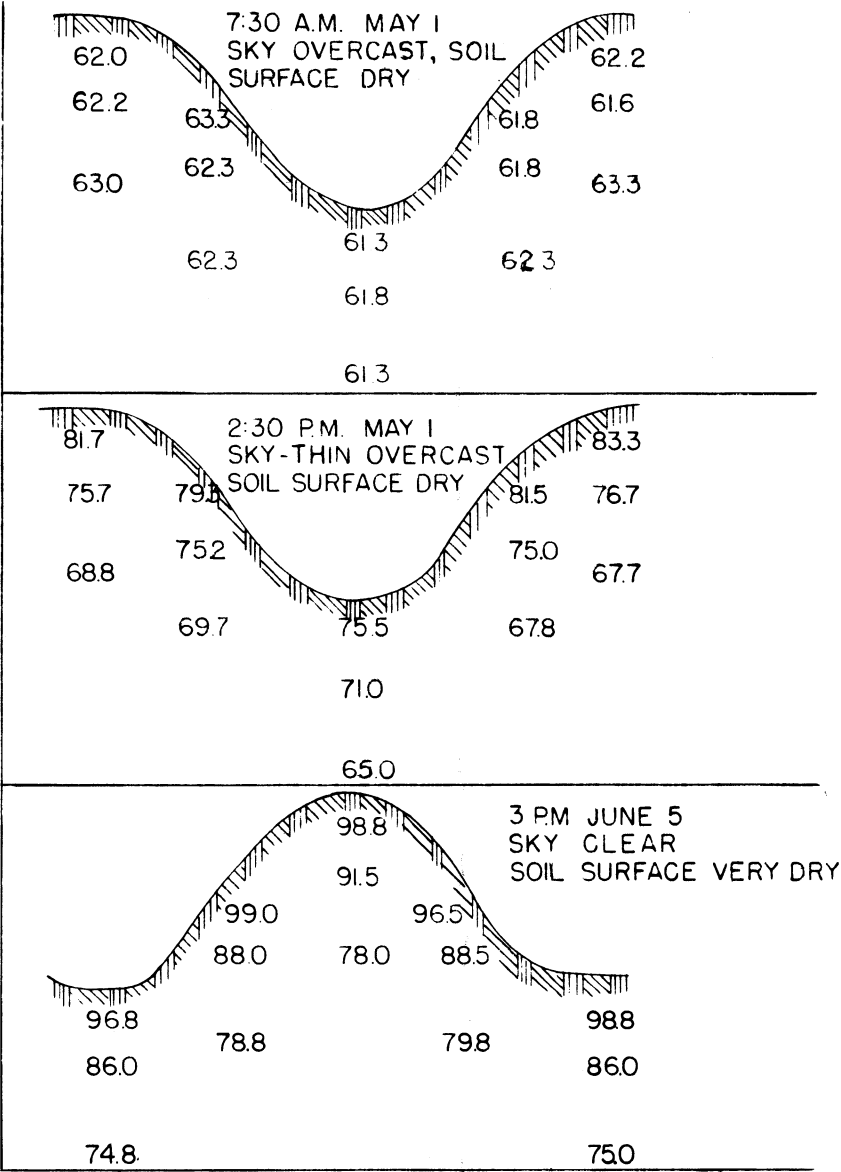 7:30 A.M. MAY 1
SKY OVERCAST, SOIL
SURFACE DRY
62.0 62.2
62.2 61.6
63.3 61.8
62.3 61.8
63.0 63.3
61.3
62.3 62.3
61.8
61.3
2:30 P.M. MAY 1
SKY-THIN OVERCAST
SOIL SURFACE DRY
81.7 83.3
75.7 79.3 81.5 76.7
75.2 75.0
68.8 67.7
69.7 75.5 67.8
71.0
65.0
3 P.M JUNE 5
SKY CLEAR
SOIL SURFACE VERY DRY
98.8
91.5
99.0 96.5
88.0 78.0 88.5
96.8 98.8
78.8 79.8
86.0 86.0
74.8 75.0